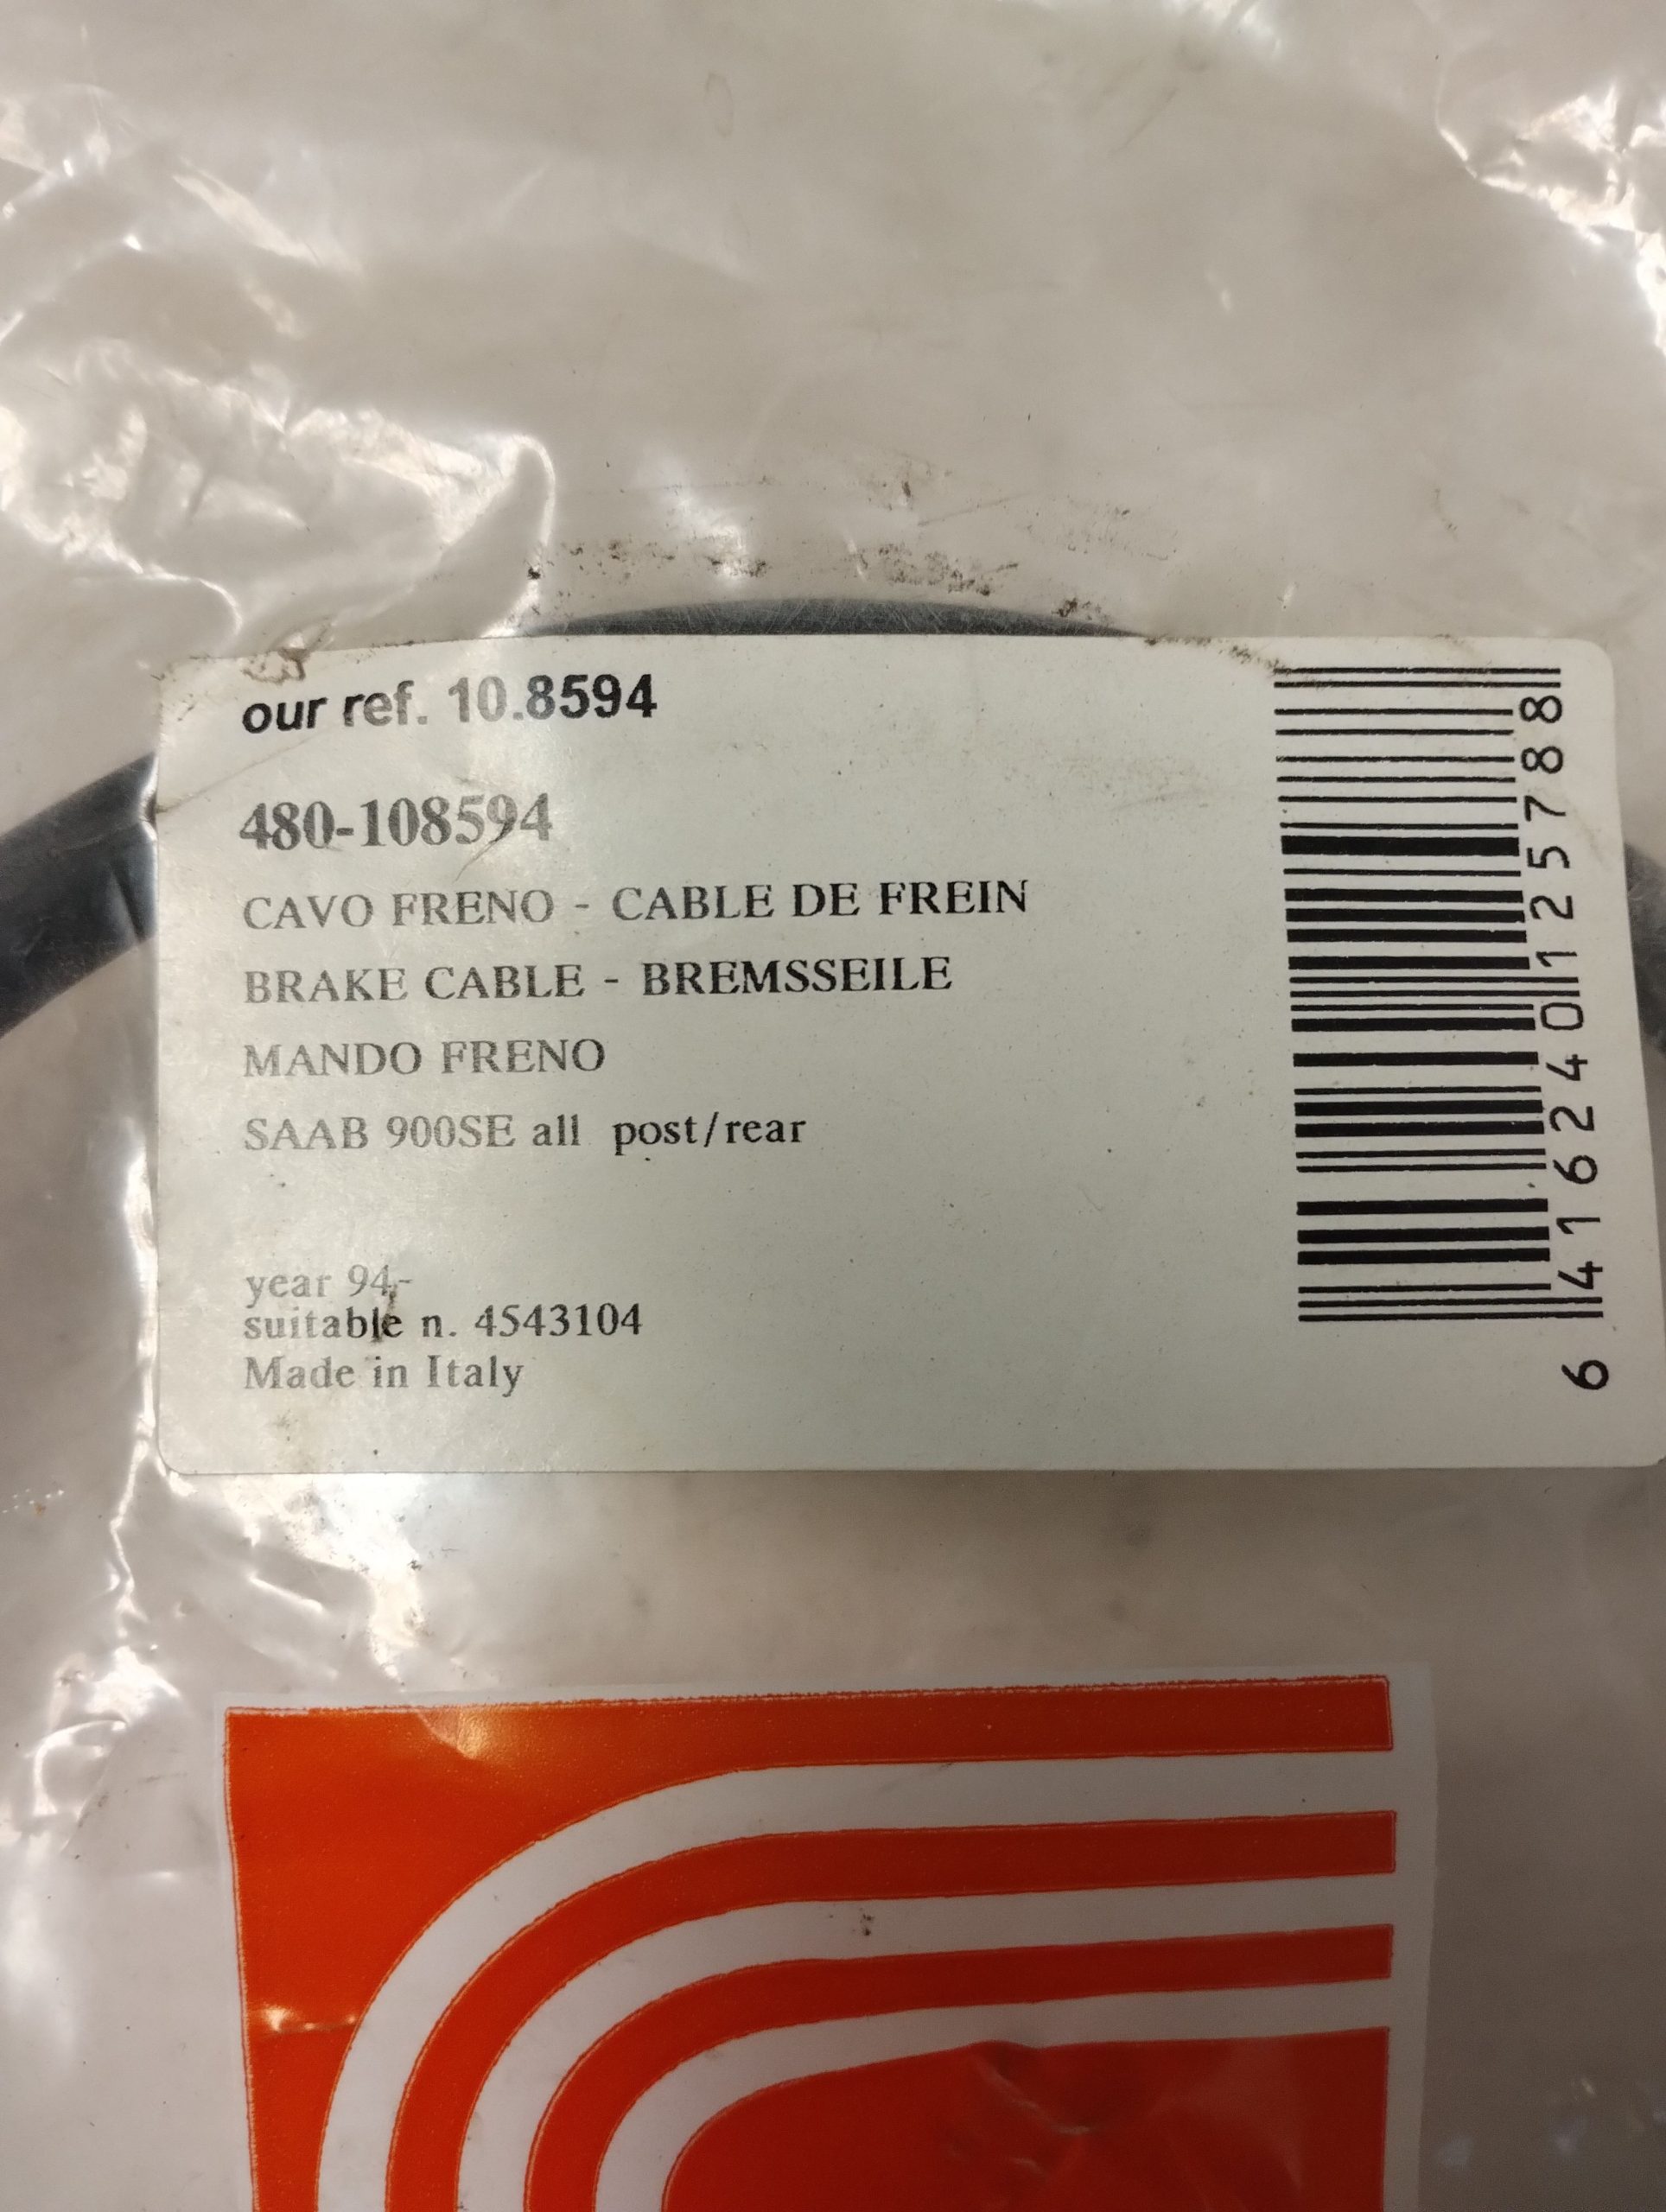 our ref. 10.8594
480-108594
CAVO FRENO - CABLE DE FREIN
BRAKE CABLE - BREMSSEILE
MANDO FRENO
SAAB 900SE all post/rear
year 94,-
suitable n. 4543104
Made in Italy
6 416240 125788